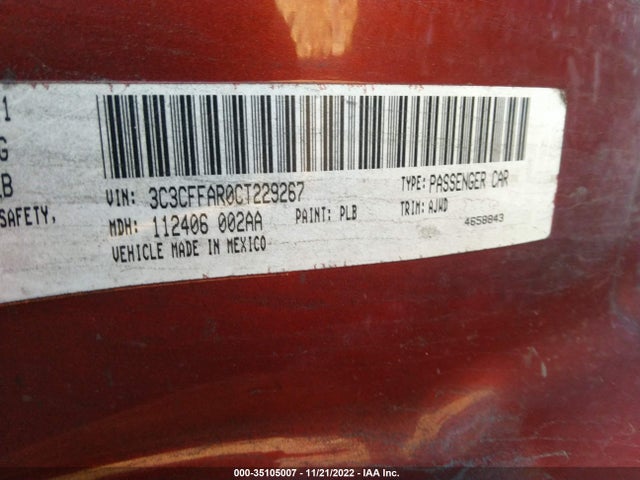 1
G
LB
SAFETY,
VIN: 3C3CFFAR0CT229267
TYPE: PASSENGER CAR
MDH: 112406 002AA
PAINT: PLB
TRIM: AJWD
4658843
VEHICLE MADE IN MEXICO
000-35105007 - 11/21/2022 - IAA Inc.